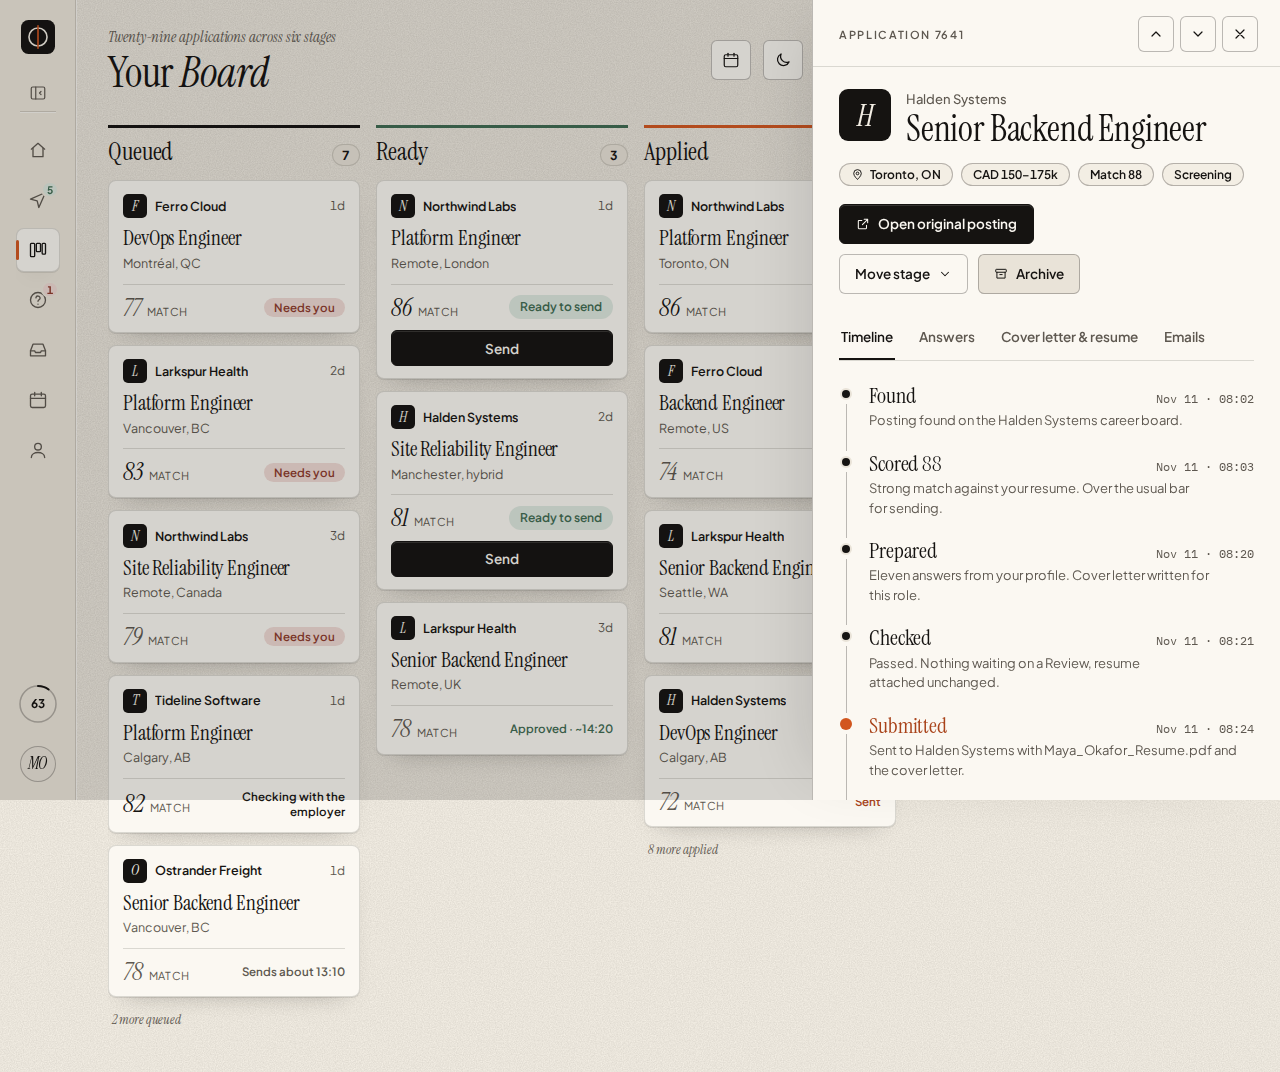 5
1
63
MO
Twenty-nine applications across six stages
Your Board
Queued
7
F Ferro Cloud 1d
DevOps Engineer
Montréal, QC
77 MATCH Needs you
L Larkspur Health 2d
Platform Engineer
Vancouver, BC
83 MATCH Needs you
N Northwind Labs 3d
Site Reliability Engineer
Remote, Canada
79 MATCH Needs you
T Tideline Software 1d
Platform Engineer
Calgary, AB
82 MATCH Checking with the
employer
O Ostrander Freight 1d
Senior Backend Engineer
Vancouver, BC
78 MATCH Sends about 13:10
2 more queued
Ready
3
N Northwind Labs 1d
Platform Engineer
Remote, London
86 MATCH Ready to send
Send
H Halden Systems 2d
Site Reliability Engineer
Manchester, hybrid
81 MATCH Ready to send
Send
L Larkspur Health 3d
Senior Backend Engineer
Remote, UK
78 MATCH Approved · ~14:20
Applied
N Northwind Labs
Platform Engineer
Toronto, ON
86 MATCH
F Ferro Cloud
Backend Engineer
Remote, US
74 MATCH
L Larkspur Health
Senior Backend Engin
Seattle, WA
81 MATCH
H Halden Systems
DevOps Engineer
Calgary, AB
72 MATCH Sent
8 more applied
APPLICATION 7641
H Halden Systems
Senior Backend Engineer
Toronto, ON
CAD 150–175k
Match 88
Screening
Open original posting
Move stage
Archive
Timeline
Answers
Cover letter & resume
Emails
Found Nov 11 · 08:02
Posting found on the Halden Systems career board.
Scored 88 Nov 11 · 08:03
Strong match against your resume. Over the usual bar
for sending.
Prepared Nov 11 · 08:20
Eleven answers from your profile. Cover letter written for
this role.
Checked Nov 11 · 08:21
Passed. Nothing waiting on a Review, resume
attached unchanged.
Submitted Nov 11 · 08:24
Sent to Halden Systems with Maya_Okafor_Resume.pdf and
the cover letter.